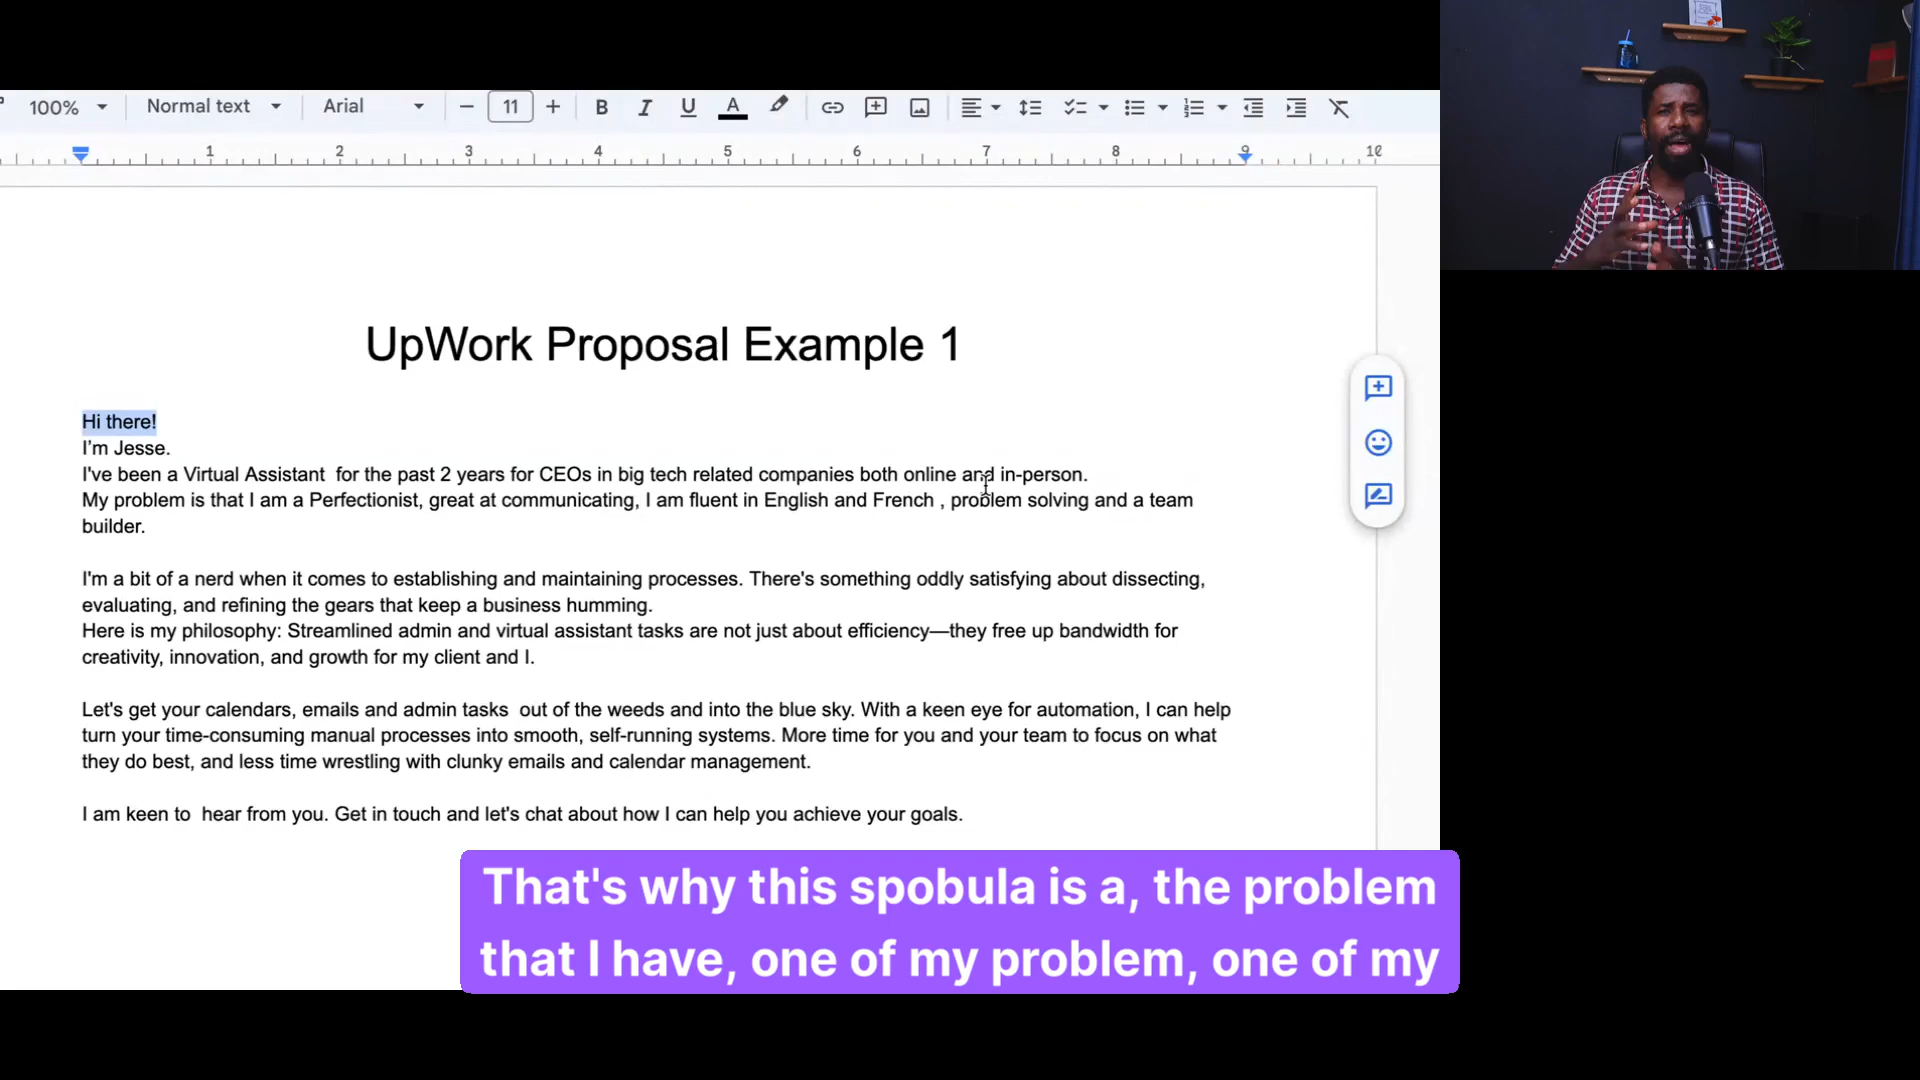 100%
Normal text
Arial
11
B I U A
1 2 3 4 5 6 7 8 9 10
UpWork Proposal Example 1
Hi there!
I'm Jesse.
I've been a Virtual Assistant  for the past 2 years for CEOs in big tech related companies both online and in-person.
My problem is that I am a Perfectionist, great at communicating, I am fluent in English and French , problem solving and a team
builder.
I'm a bit of a nerd when it comes to establishing and maintaining processes. There's something oddly satisfying about dissecting,
evaluating, and refining the gears that keep a business humming.
Here is my philosophy: Streamlined admin and virtual assistant tasks are not just about efficiency—they free up bandwidth for
creativity, innovation, and growth for my client and I.
Let's get your calendars, emails and admin tasks  out of the weeds and into the blue sky. With a keen eye for automation, I can help
turn your time-consuming manual processes into smooth, self-running systems. More time for you and your team to focus on what
they do best, and less time wrestling with clunky emails and calendar management.
I am keen to  hear from you. Get in touch and let's chat about how I can help you achieve your goals.
That's why this spobula is a, the problem
that I have, one of my problem, one of my